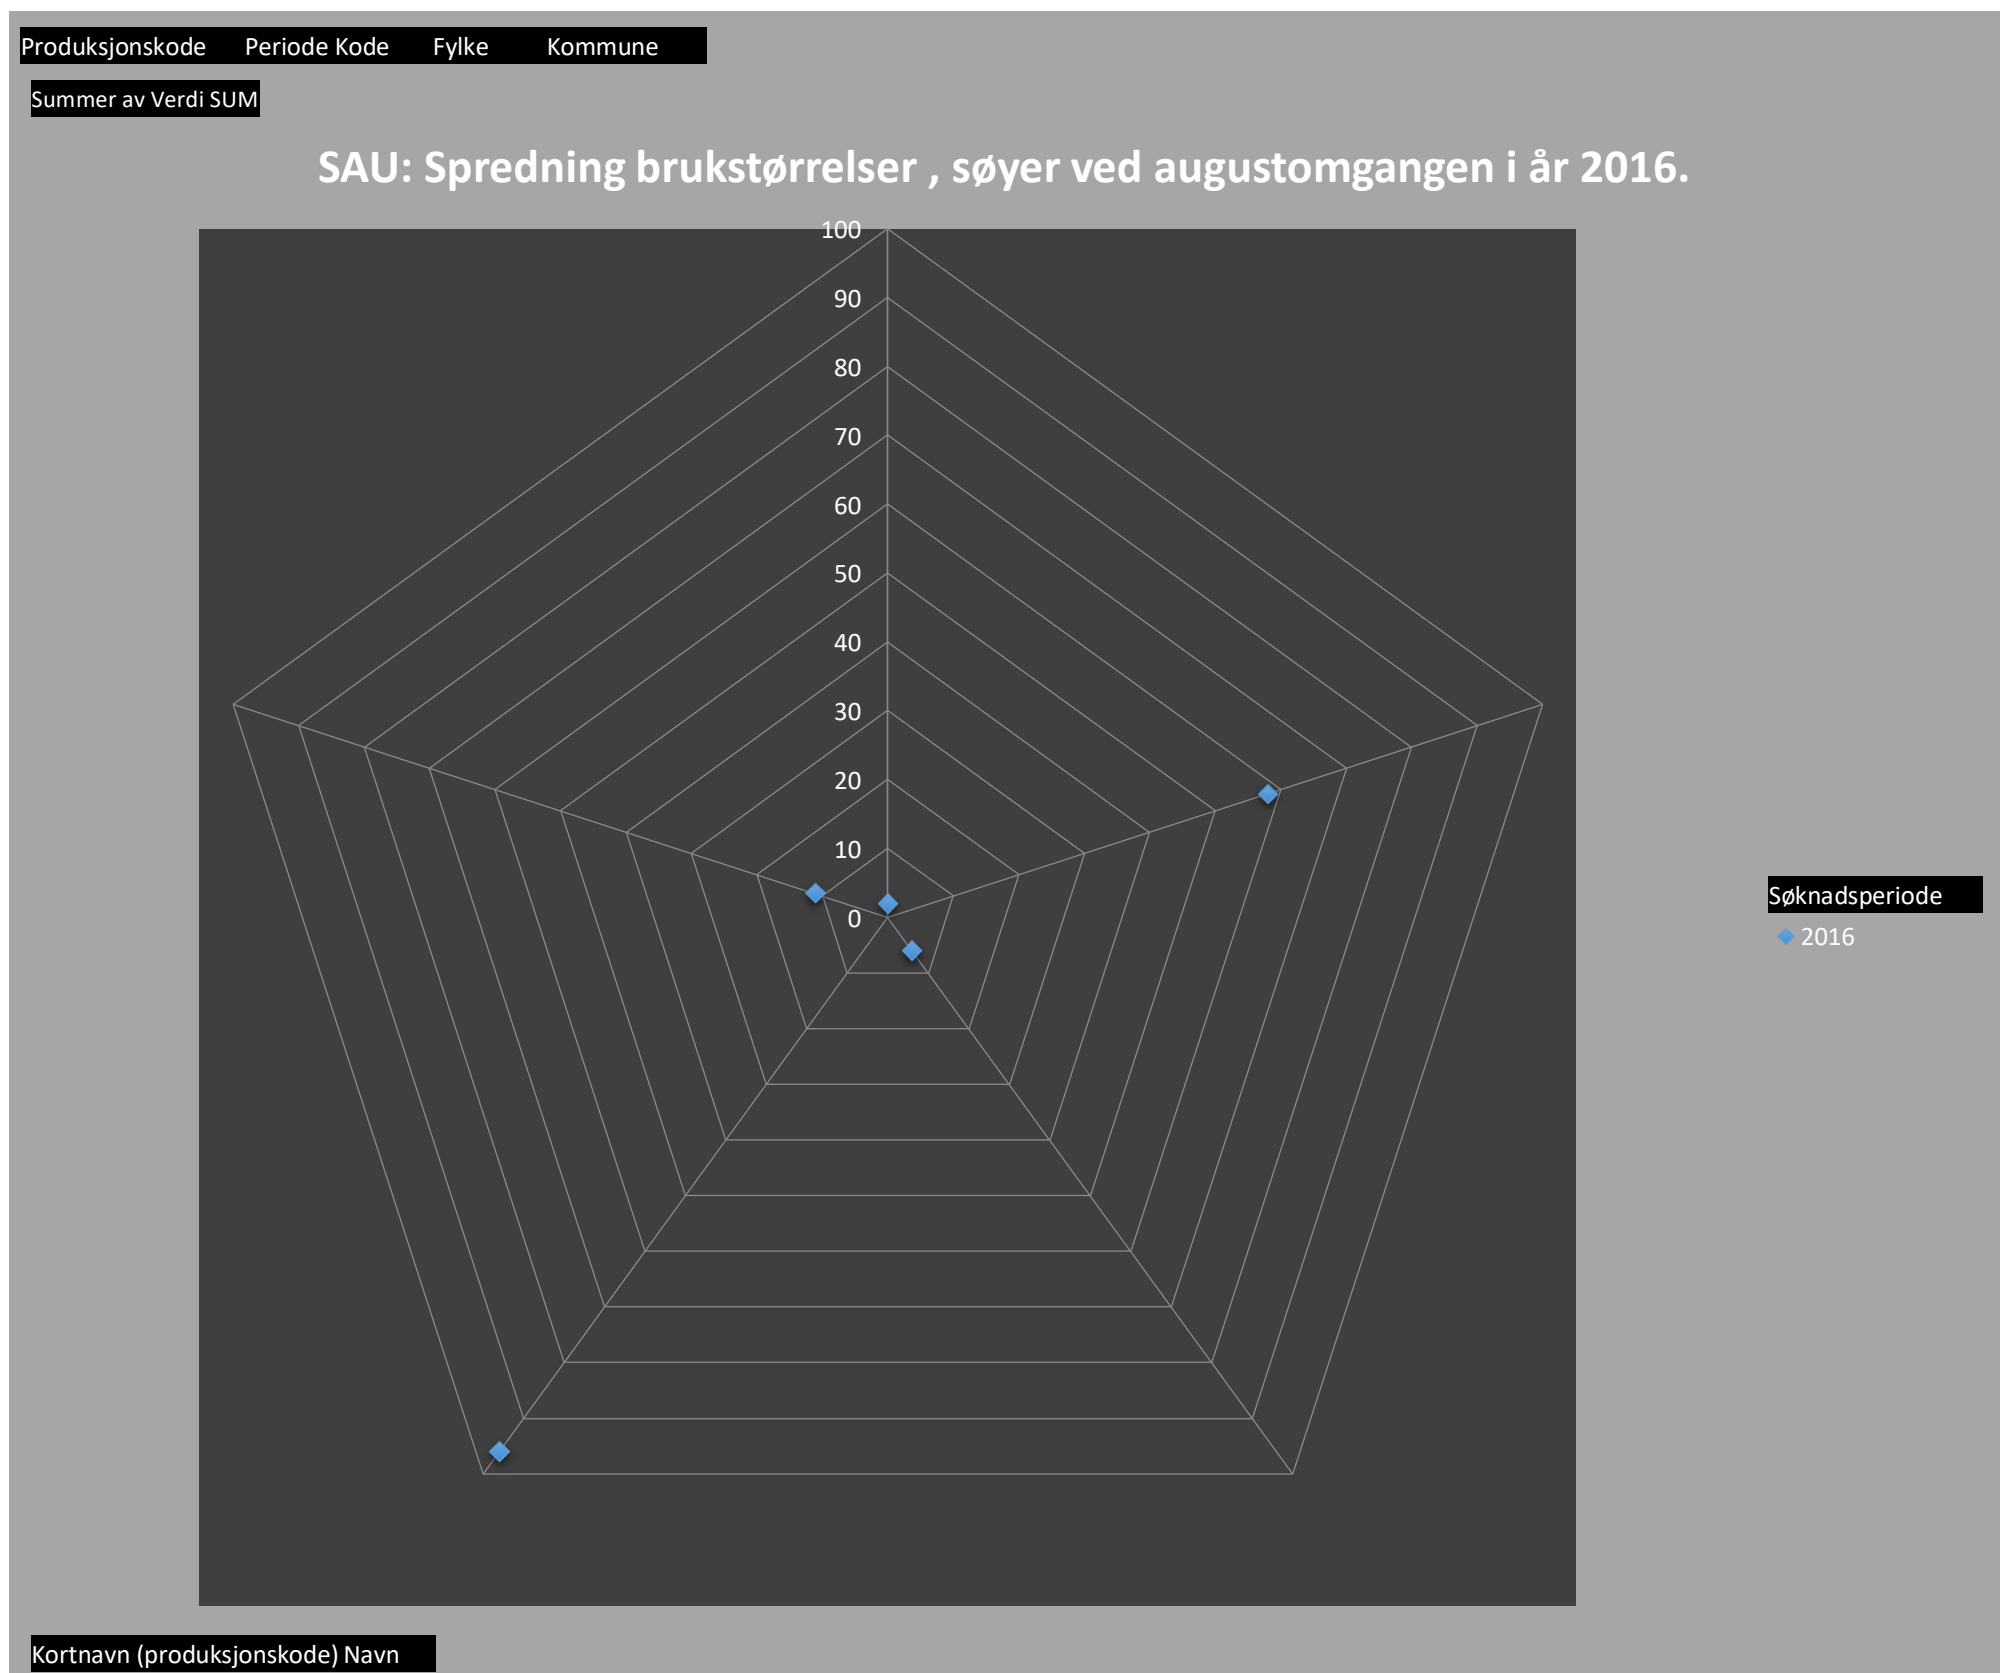 Produksjonskode Periode Kode Fylke Kommune
Summer av Verdi SUM
SAU: Spredning brukstørrelser , søyer ved augustomgangen i år 2016.
100
90
80
70
60
50
40
30
20
10
0
Søknadsperiode
2016
Kortnavn (produksjonskode) Navn